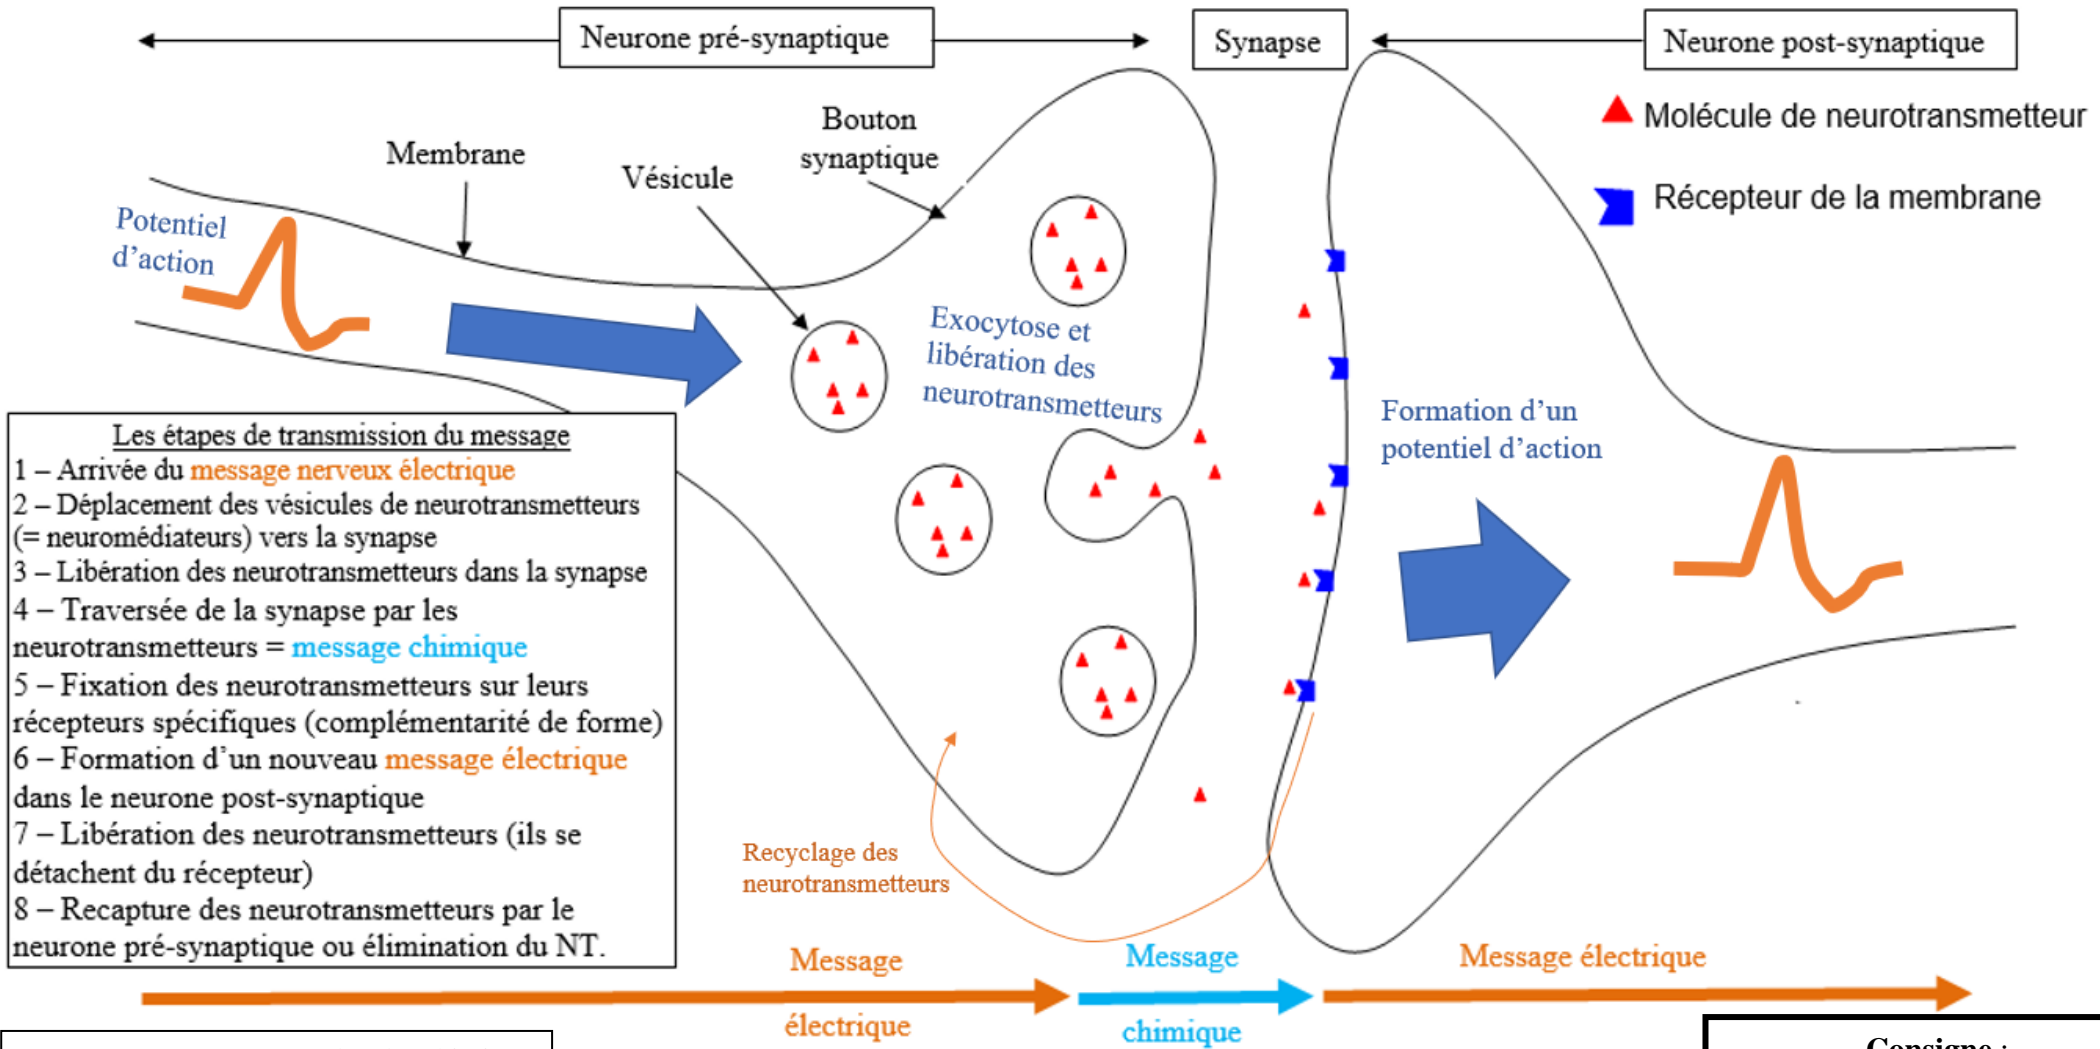 Neurone pré-synaptique
Synapse
Neurone post-synaptique
Molécule de neurotransmetteur
Récepteur de la membrane
Bouton
synaptique
Membrane
Vésicule
Potentiel
d’action
Exocytose et
libération des
neurotransmetteurs
Formation d’un
potentiel d’action
Les étapes de transmission du message
1 – Arrivée du message nerveux électrique
2 – Déplacement des vésicules de neurotransmetteurs
(= neuromédiateurs) vers la synapse
3 – Libération des neurotransmetteurs dans la synapse
4 – Traversée de la synapse par les
neurotransmetteurs = message chimique
5 – Fixation des neurotransmetteurs sur leurs
récepteurs spécifiques (complémentarité de forme)
6 – Formation d’un nouveau message électrique
dans le neurone post-synaptique
7 – Libération des neurotransmetteurs (ils se
détachent du récepteur)
8 – Recapture des neurotransmetteurs par le
neurone pré-synaptique ou élimination du NT.
Recyclage des
neurotransmetteurs
Message
électrique
Message
chimique
Message électrique
Consigne :